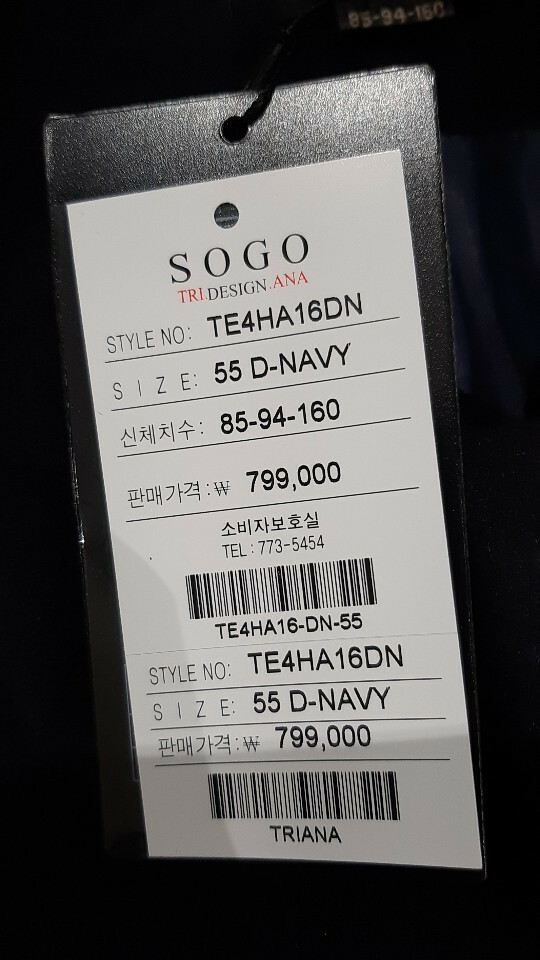 85-94-160
SOGO
TRI.DESIGN.ANA
STYLE NO: TE4HA16DN
S I Z E: 55 D-NAVY
신체치수: 85-94-160
판매가격:₩ 799,000
소비자보호실
TEL : 773-5454
TE4HA16-DN-55
STYLE NO: TE4HA16DN
S I Z E: 55 D-NAVY
판매가격:₩ 799,000
TRIANA